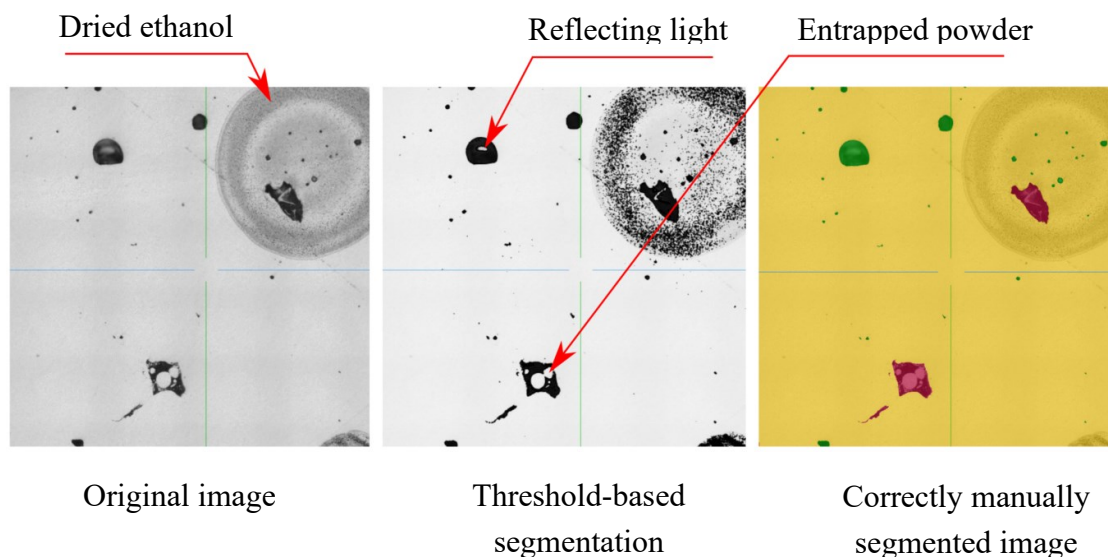 Dried ethanol
Reflecting light
Entrapped powder
Original image
Threshold-based
segmentation
Correctly manually
segmented image